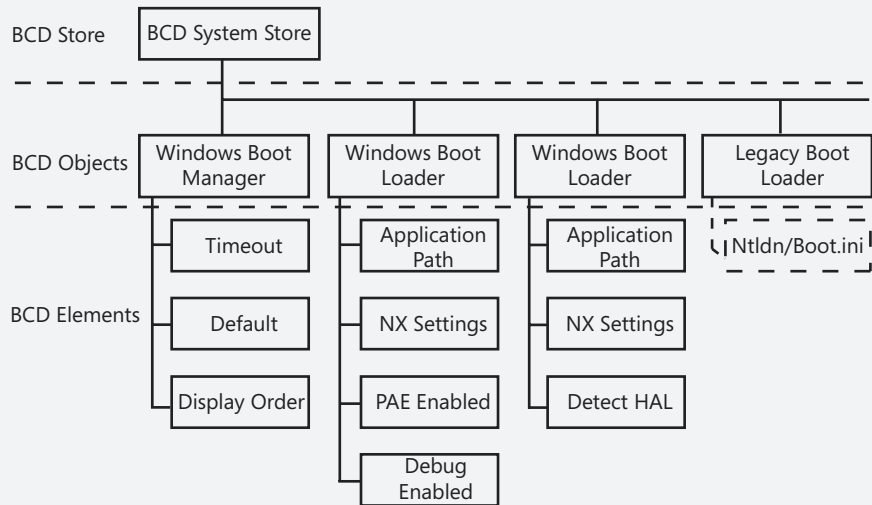 BCD Store
BCD System Store
BCD Objects
Windows Boot
Manager
Windows Boot
Loader
Windows Boot
Loader
Legacy Boot
Loader
BCD Elements
Timeout
Default
Display Order
Application
Path
NX Settings
PAE Enabled
Debug
Enabled
Application
Path
NX Settings
Detect HAL
Ntldn/Boot.ini